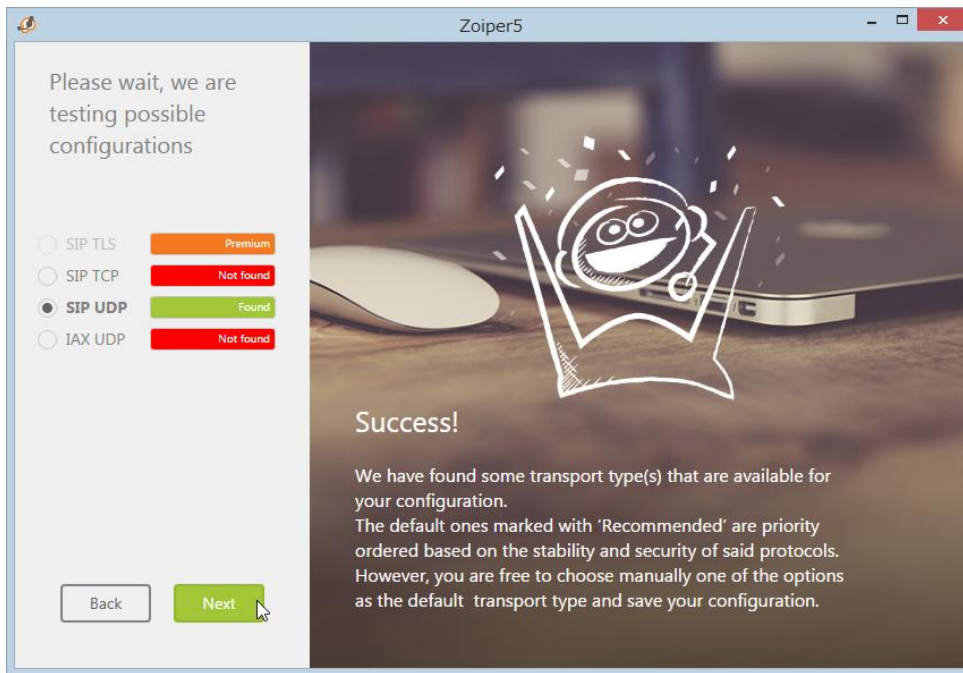 Zoiper5
Please wait, we are
testing possible
configurations
SIP TLS Premium
SIP TCP Not found
SIP UDP Found
IAX UDP Not found
Back Next
Success!
We have found some transport type(s) that are available for
your configuration.
The default ones marked with ‘Recommended’ are priority
ordered based on the stability and security of said protocols.
However, you are free to choose manually one of the options
as the default  transport type and save your configuration.